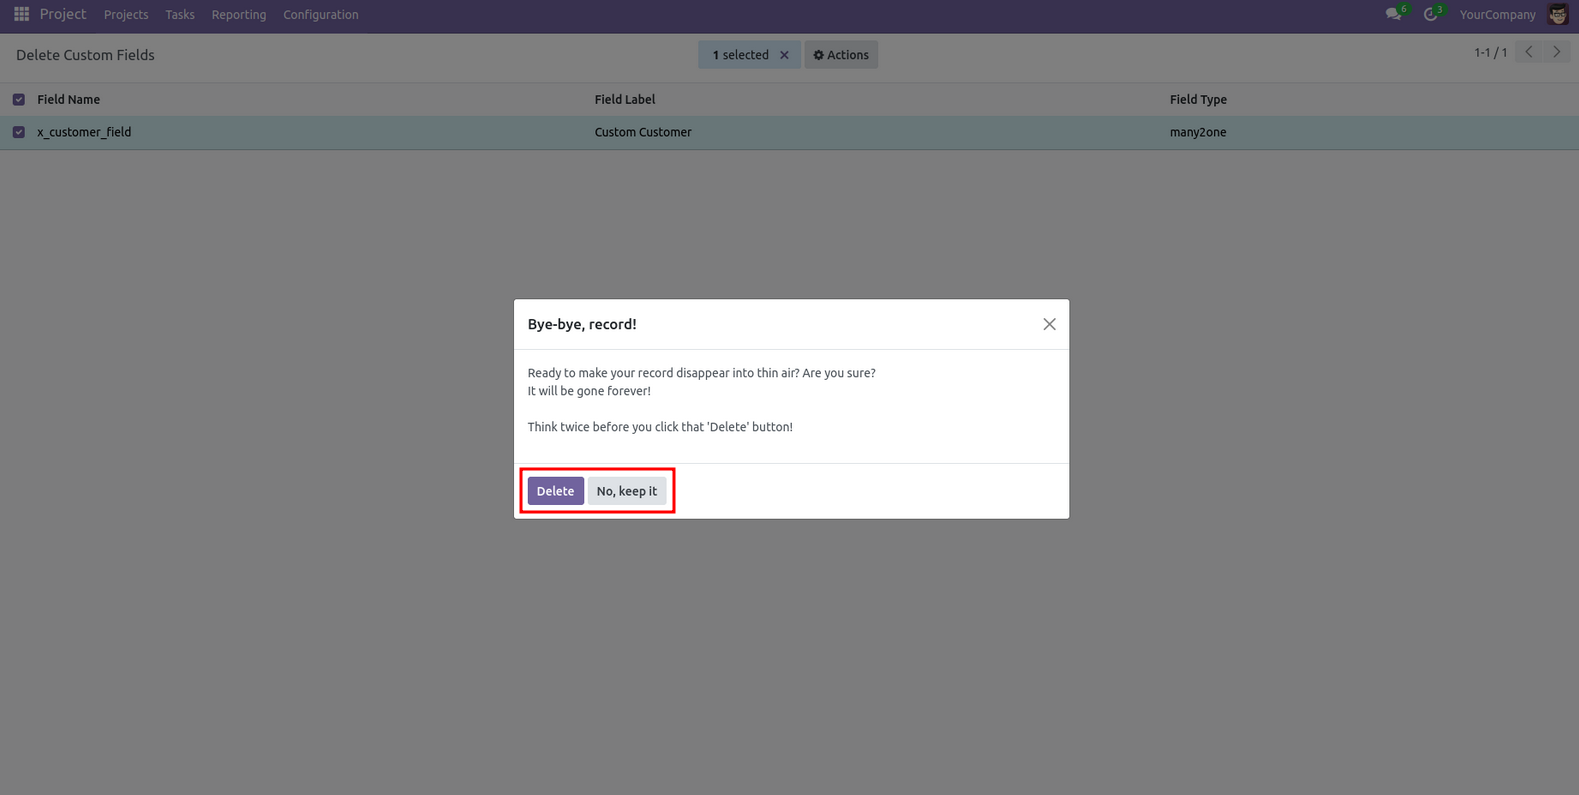 Project Projects Tasks Reporting Configuration 6 3 YourCompany
Delete Custom Fields 1 selected Actions 1-1 / 1
Field Name Field Label Field Type
x_customer_field Custom Customer many2one
Bye-bye, record!
Ready to make your record disappear into thin air? Are you sure?
It will be gone forever!
Think twice before you click that 'Delete' button!
Delete No, keep it